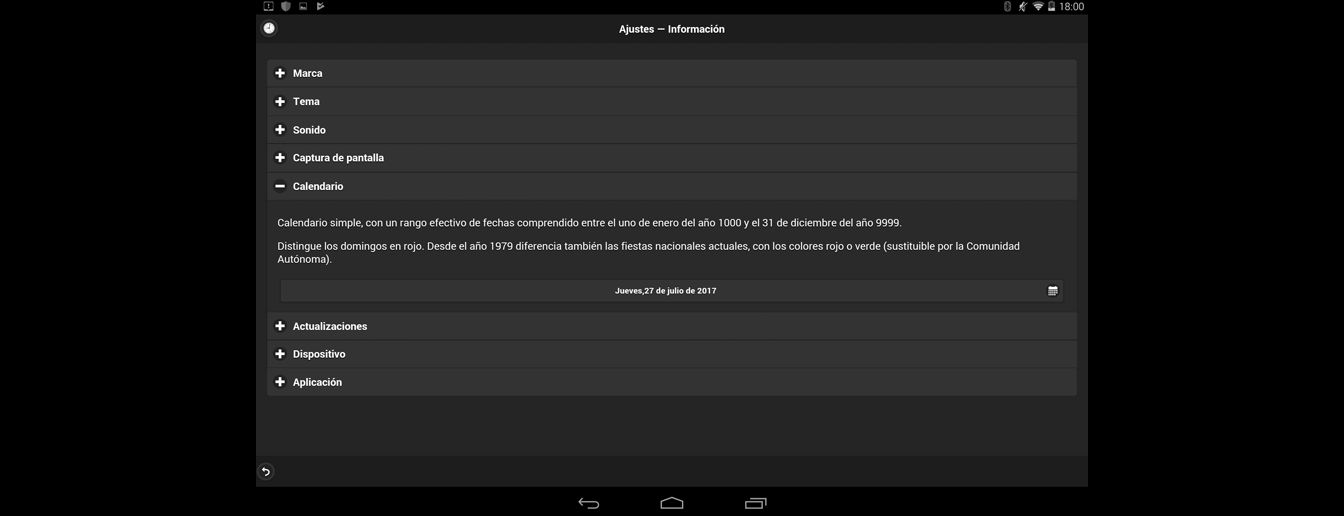 18:00
Ajustes — Información
Marca
Tema
Sonido
Captura de pantalla
Calendario
Calendario simple, con un rango efectivo de fechas comprendido entre el uno de enero del año 1000 y el 31 de diciembre del año 9999.
Distingue los domingos en rojo. Desde el año 1979 diferencia también las fiestas nacionales actuales, con los colores rojo o verde (sustituible por la Comunidad
Autónoma).
Jueves,27 de julio de 2017
Actualizaciones
Dispositivo
Aplicación